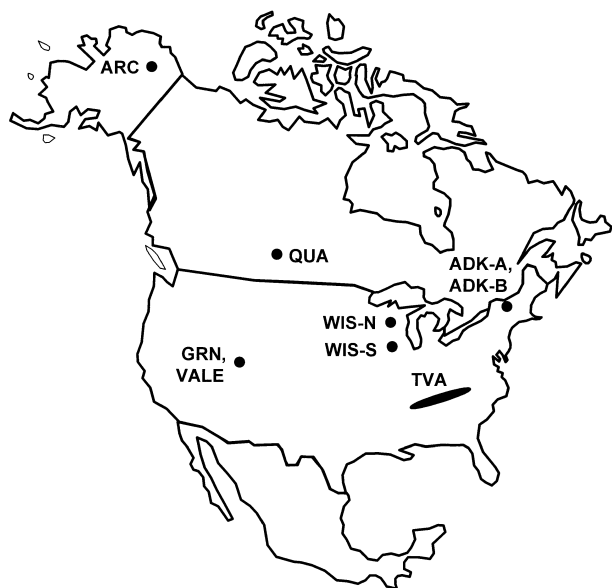 ARC
QUA
ADK-A,
ADK-B
WIS-N
WIS-S
GRN,
VALE
TVA